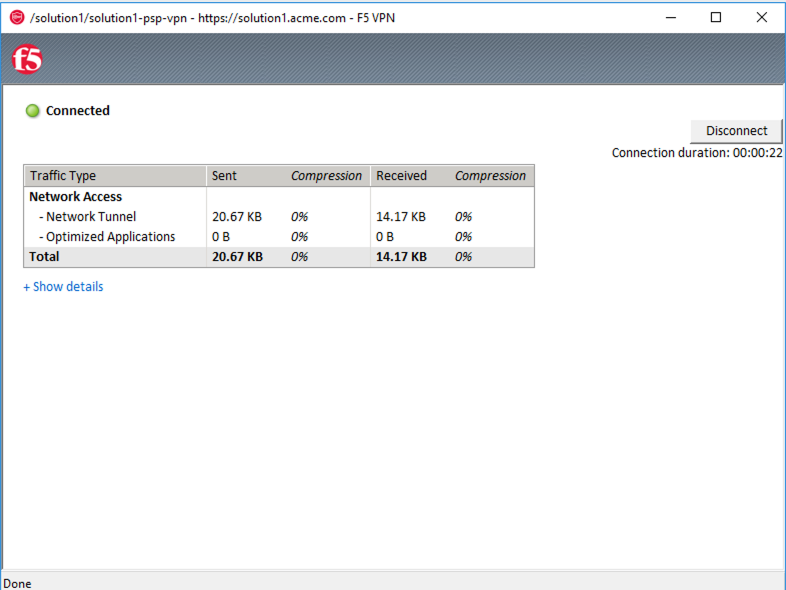 /solution1/solution1-psp-vpn - https://solution1.acme.com - F5 VPN
f5
Connected
Disconnect
Connection duration: 00:00:22
Traffic Type Sent Compression Received Compression
Network Access
- Network Tunnel 20.67 KB 0% 14.17 KB 0%
- Optimized Applications 0 B 0% 0 B 0%
Total 20.67 KB 0% 14.17 KB 0%
+ Show details
Done